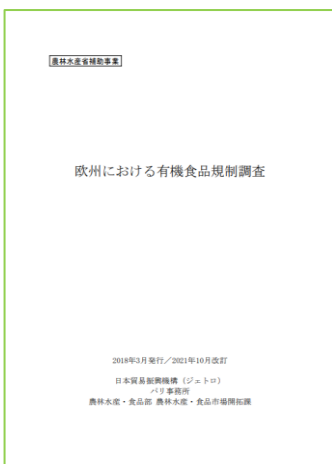 農林水産省補助事業
欧州における有機食品規制調査
2018年3月発行／2021年10月改訂
日本貿易振興機構（ジェトロ）
パリ事務所
農林水産・食品部 農林水産・食品市場開拓課